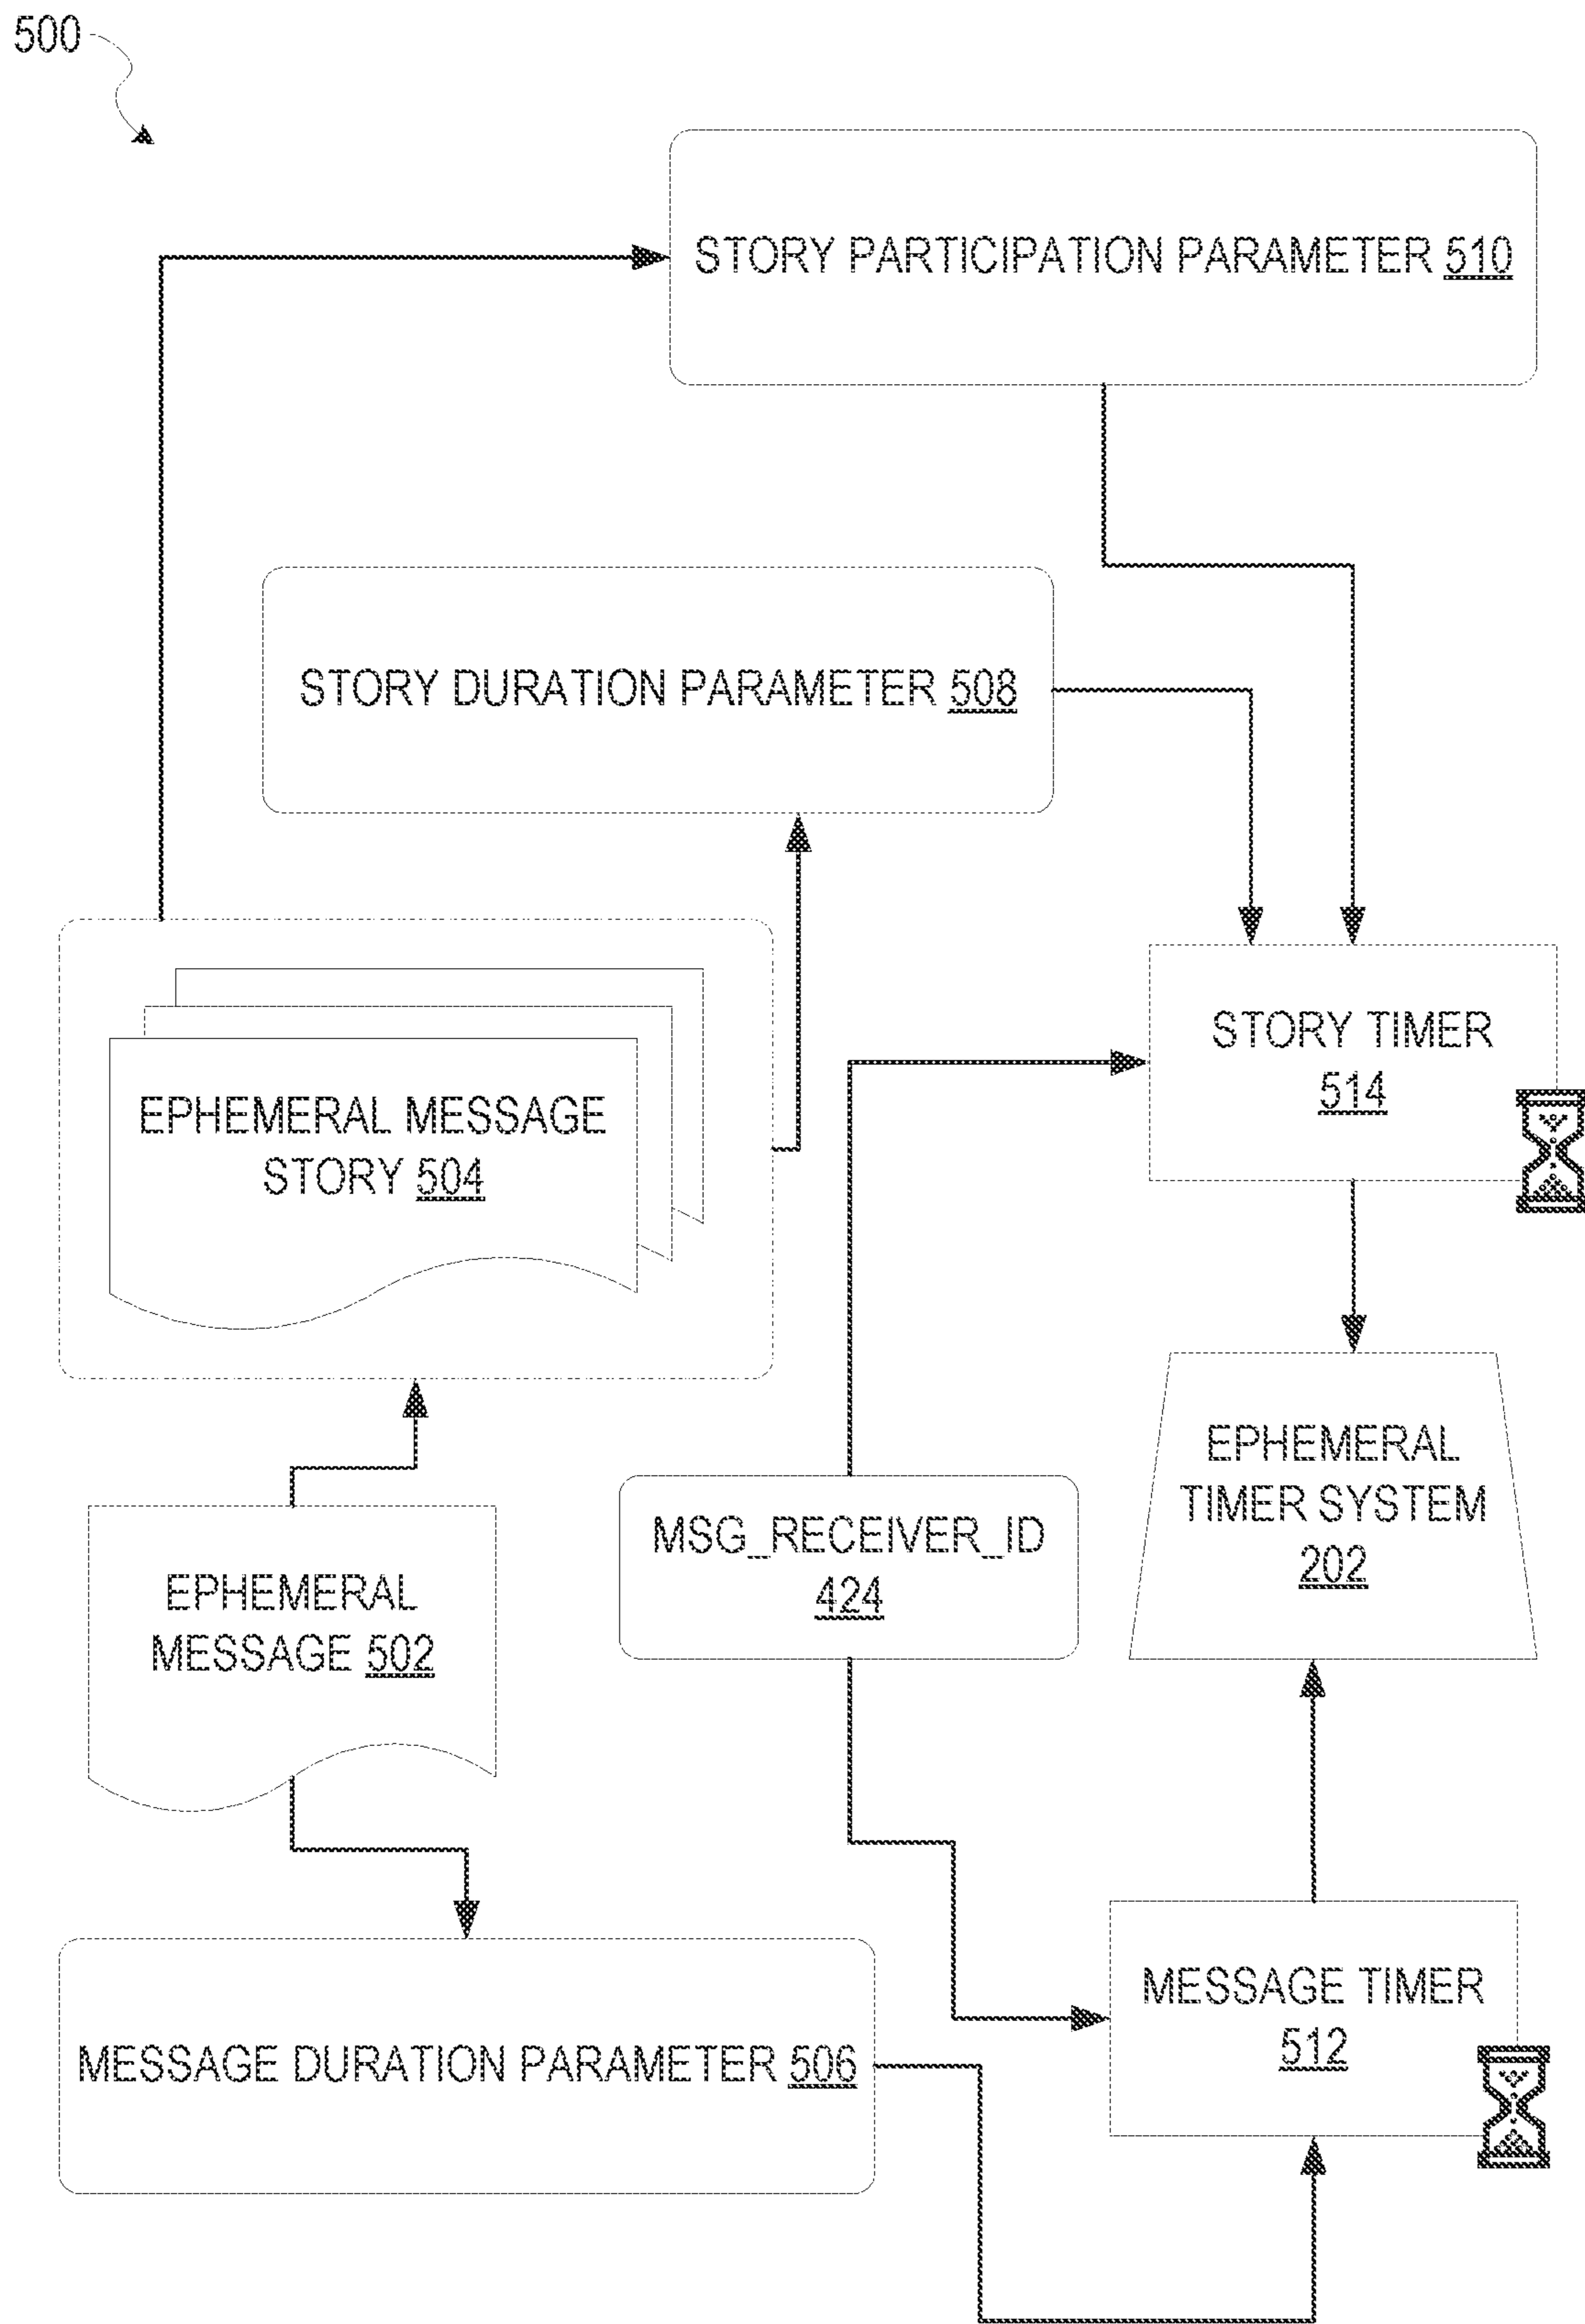 500
STORY PARTICIPATION PARAMETER 510
STORY DURATION PARAMETER 508
STORY TIMER
514
EPHEMERAL MESSAGE
STORY 504
EPHEMERAL
TIMER SYSTEM
202
MSG_RECEIVER_ID
424
EPHEMERAL
MESSAGE 502
MESSAGE TIMER
512
MESSAGE DURATION PARAMETER 506